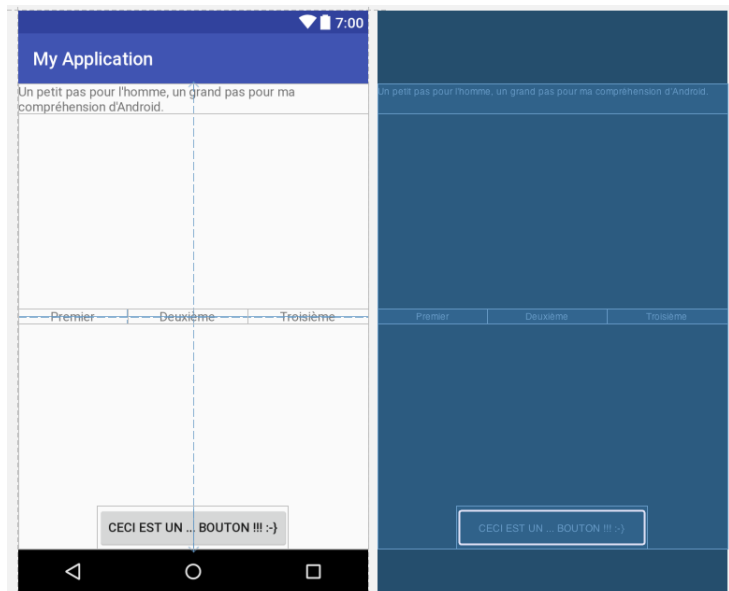 7:00
My Application
Un petit pas pour l'homme, un grand pas pour ma
compréhension d'Android.
Premier
Deuxième
Troisième
CECI EST UN ... BOUTON !!! :-}
Un petit pas pour l'homme, un grand pas pour ma compréhension d'Android.
Premier
Deuxième
Troisième
CECI EST UN ... BOUTON !!! :-}